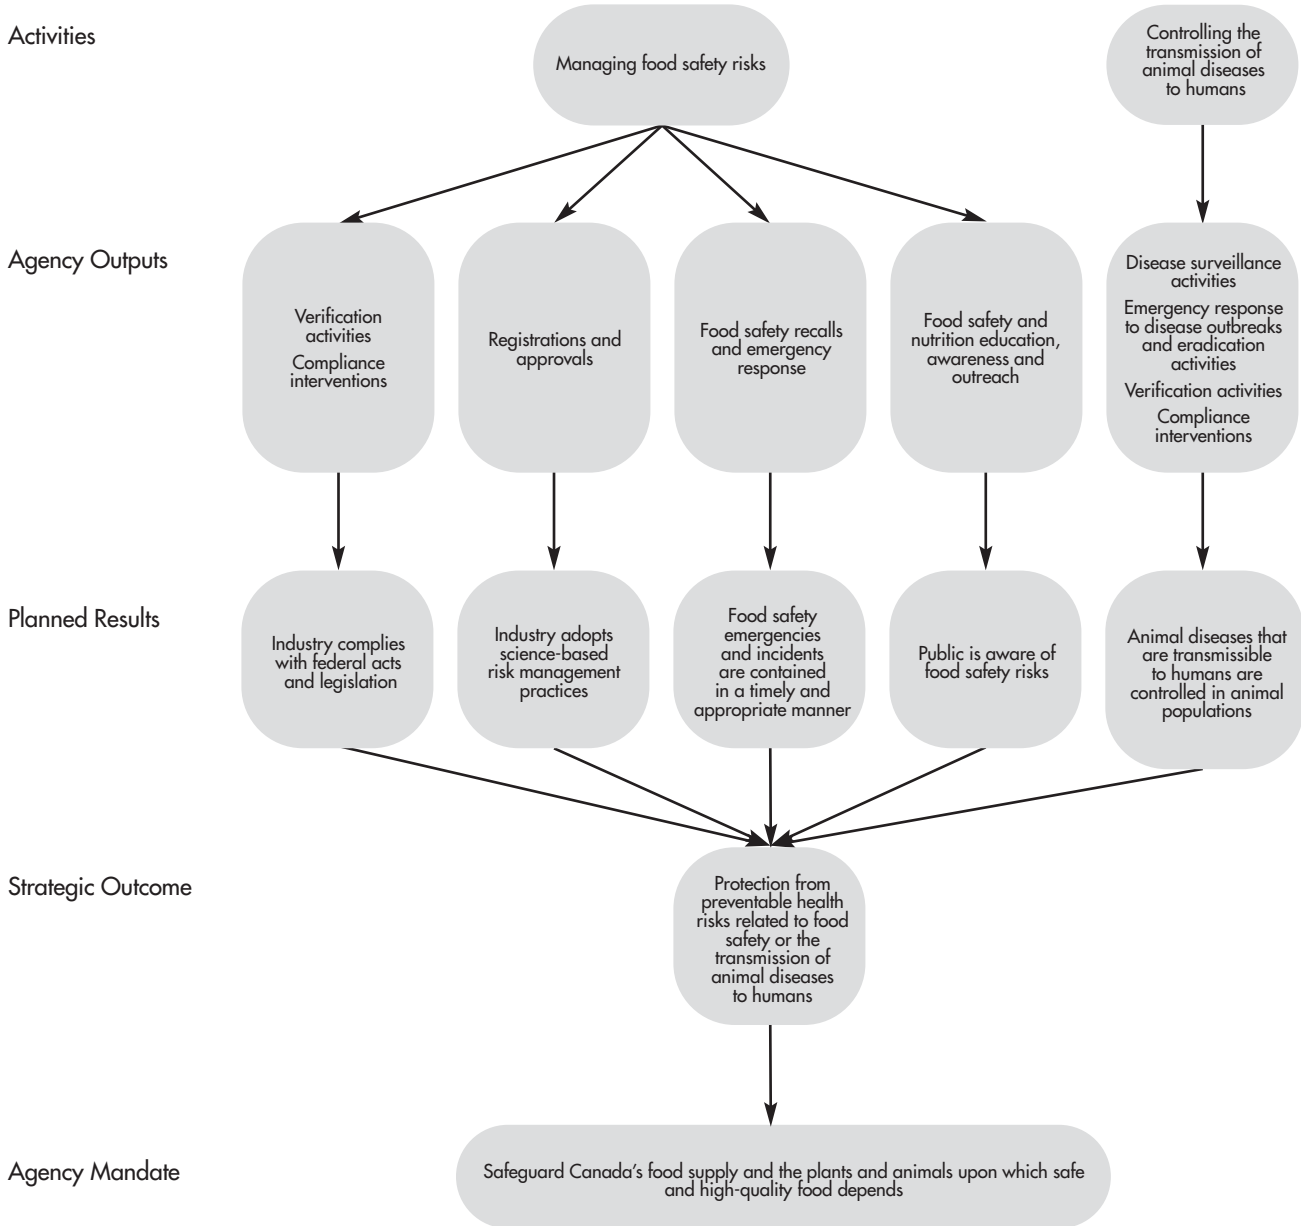 Activities
Managing food safety risks
Controlling the
transmission of
animal diseases
to humans
Agency Outputs
Verification
activities
Compliance
interventions
Registrations and
approvals
Food safety recalls
and emergency
response
Food safety and
nutrition education,
awareness and
outreach
Disease surveillance
activities
Emergency response
to disease outbreaks
and eradication
activities
Verification activities
Compliance
interventions
Planned Results
Industry complies
with federal acts
and legislation
Industry adopts
science-based
risk management
practices
Food safety
emergencies
and incidents
are contained
in a timely and
appropriate manner
Public is aware of
food safety risks
Animal diseases that
are transmissible
to humans are
controlled in animal
populations
Strategic Outcome
Protection from
preventable health
risks related to food
safety or the
transmission of
animal diseases
to humans
Agency Mandate
Safeguard Canada's food supply and the plants and animals upon which safe
and high-quality food depends